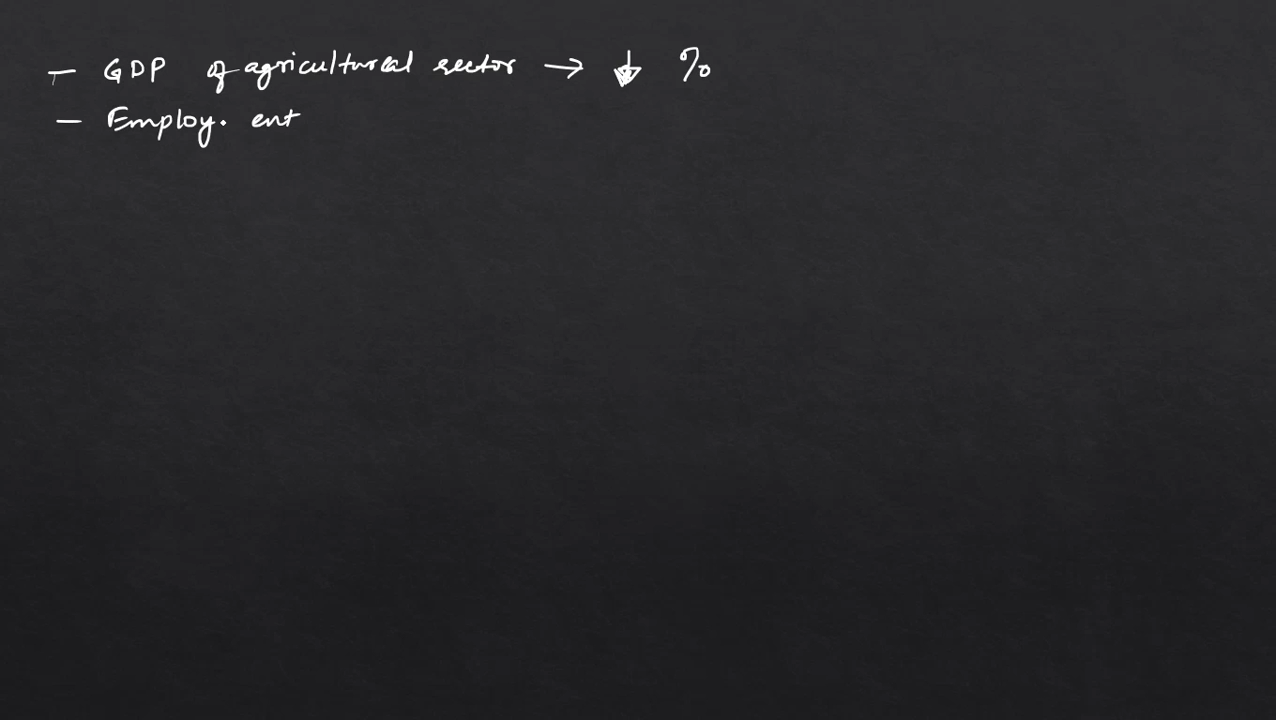 - GDP of agricultural sector → ↓ %
- Employ. ent